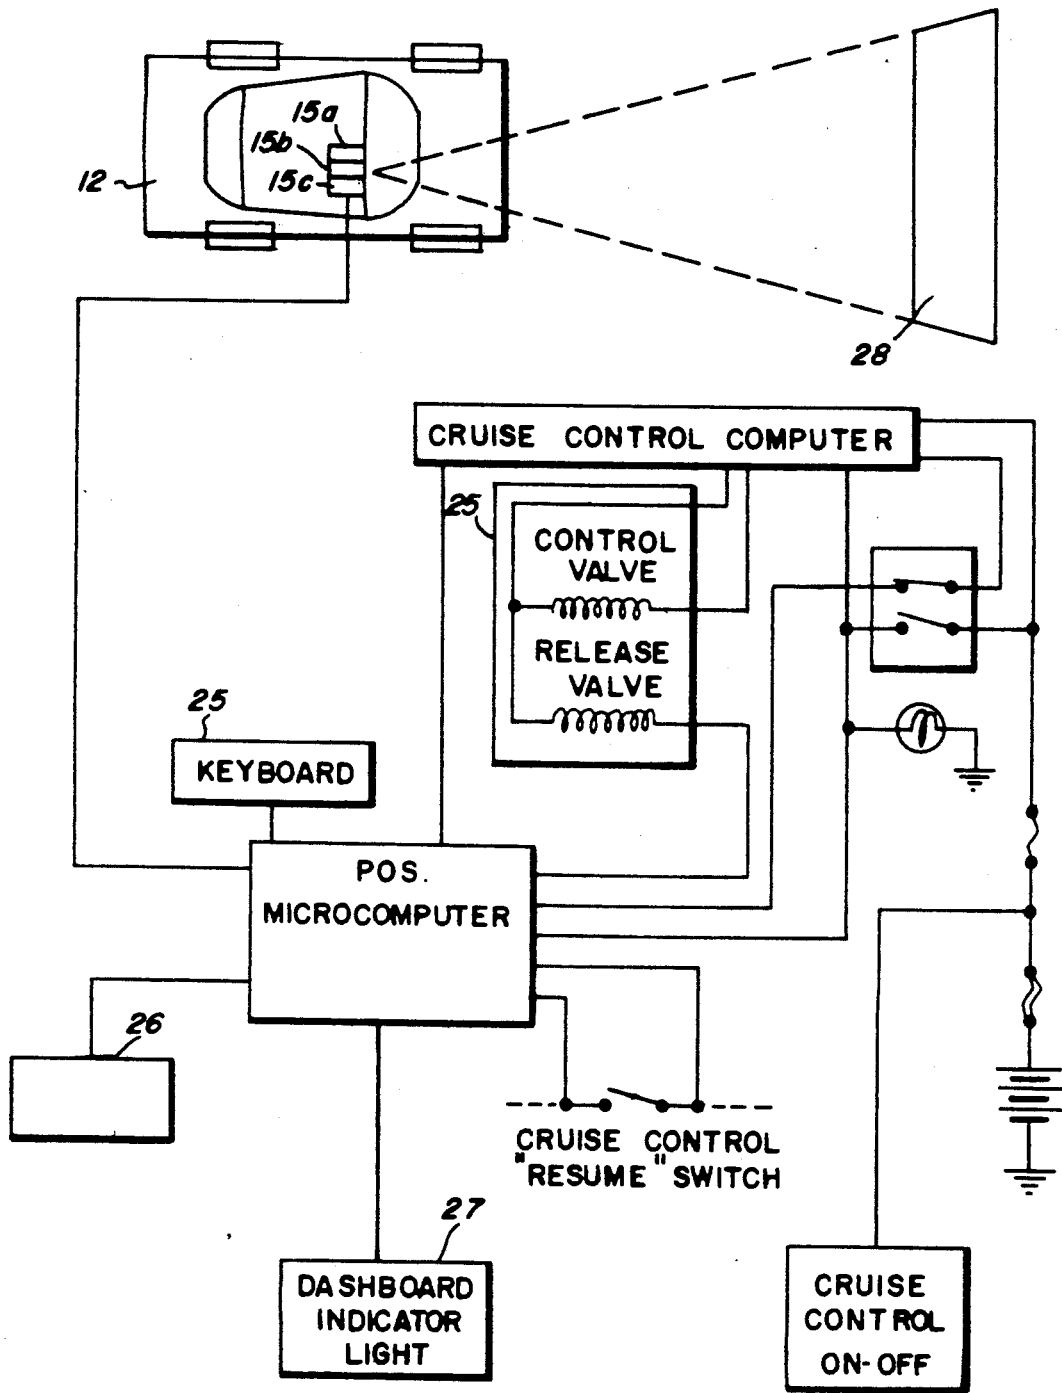 15a
15b
15c
12
28
CRUISE CONTROL COMPUTER
25
CONTROL
VALVE
RELEASE
VALVE
25
KEYBOARD
POS.
MICROCOMPUTER
26
CRUISE CONTROL
"RESUME" SWITCH
27
DASHBOARD
INDICATOR
LIGHT
CRUISE
CONTROL
ON-OFF